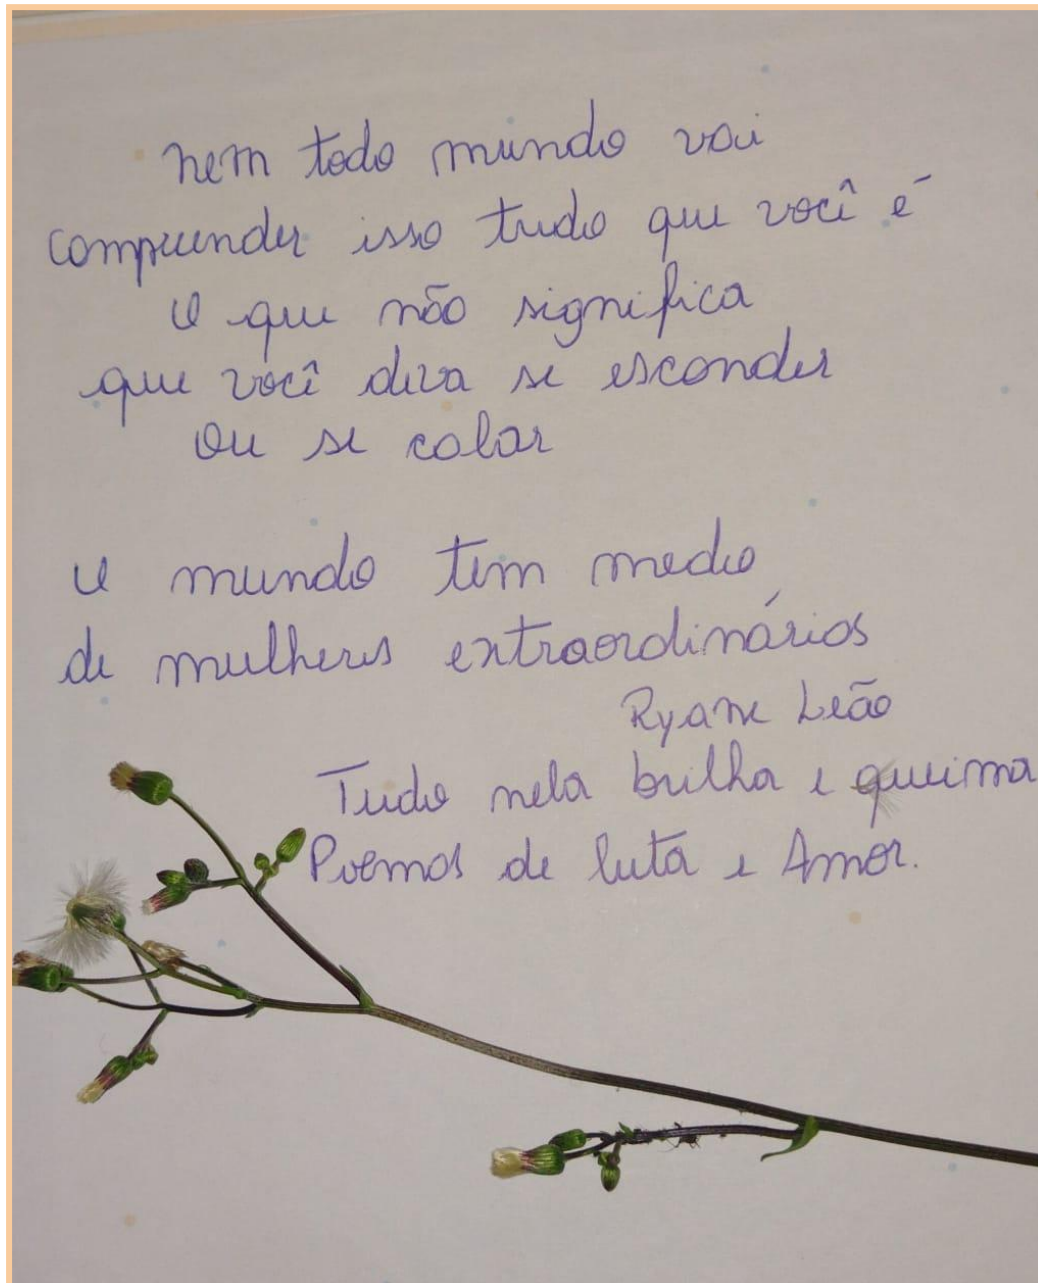 Nem todo mundo vai
compreender isso tudo que você é
O que não significa
que você deva se esconder
Ou se calar
O mundo tem medo
de mulheres extraordinárias
Ryane Leão
Tudo nela brilha e queima
Poemas de luta e Amor.